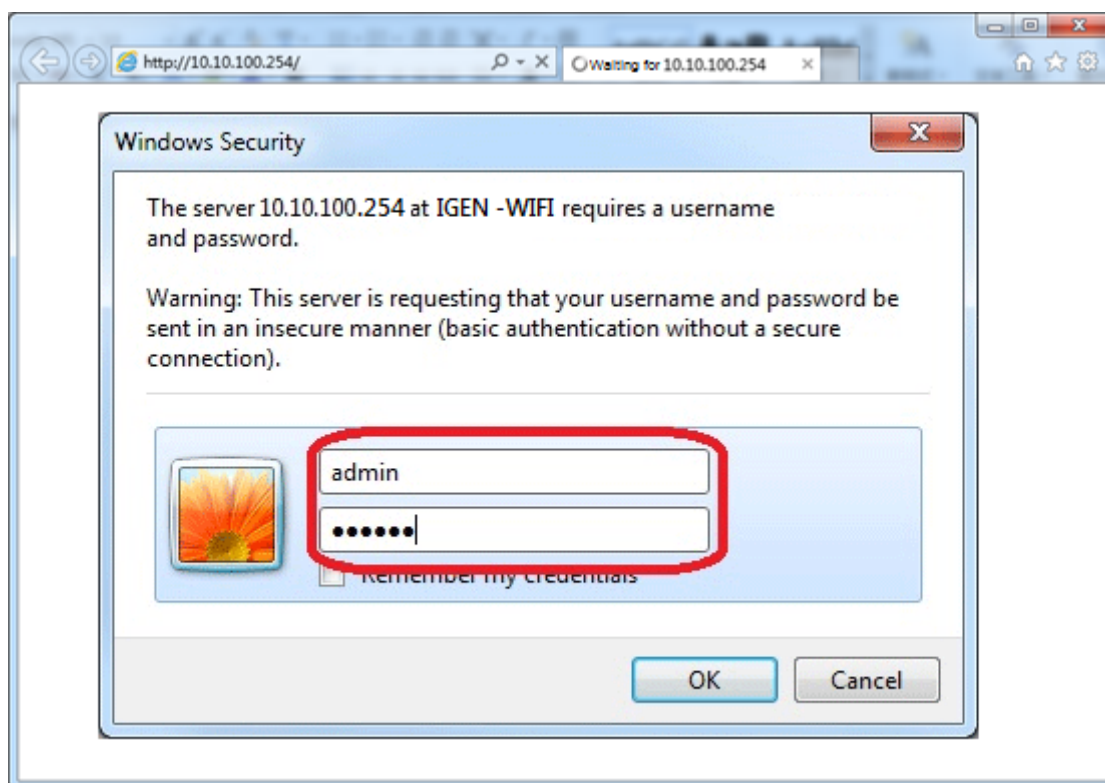 http://10.10.100.254/
Waiting for 10.10.100.254
Windows Security
The server 10.10.100.254 at IGEN -WIFI requires a username
and password.
Warning: This server is requesting that your username and password be
sent in an insecure manner (basic authentication without a secure
connection).
admin
●●●●●●
Remember my credentials
OK
Cancel